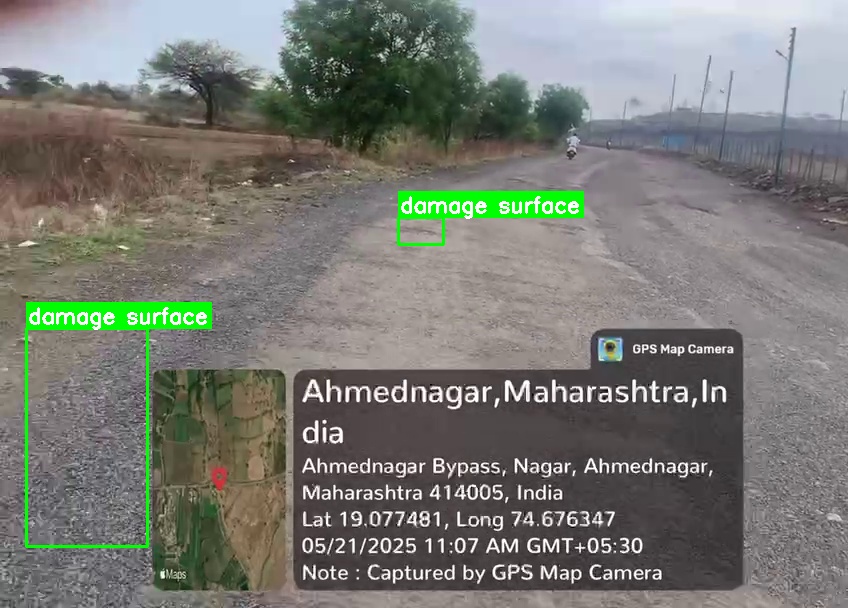 damage surface
damage surface
GPS Map Camera
Ahmednagar,Maharashtra,In
dia
Ahmednagar Bypass, Nagar, Ahmednagar,
Maharashtra 414005, India
Lat 19.077481, Long 74.676347
05/21/2025 11:07 AM GMT+05:30
Note : Captured by GPS Map Camera
Maps